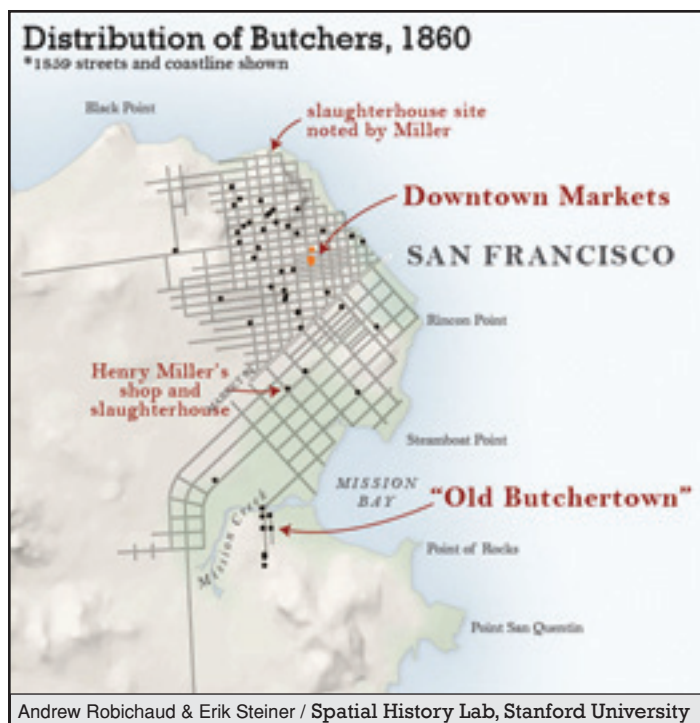 Distribution of Butchers, 1860
*1859 streets and coastline shown
Black Point
slaughterhouse site
noted by Miller
Downtown Markets
SAN FRANCISCO
Rincon Point
Henry Miller's
shop and
slaughterhouse
Steamboat Point
MISSION
BAY
"Old Butchertown"
Mission Creek
Point of Rocks
Point San Quentin
Andrew Robichaud & Erik Steiner / Spatial History Lab, Stanford University